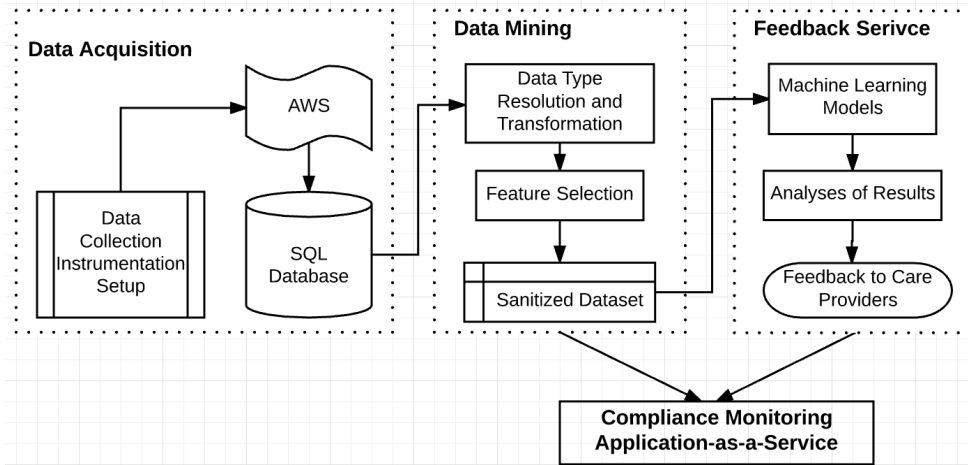 Data Acquisition
AWS
Data
Collection
Instrumentation
Setup
SQL
Database
Data Mining
Data Type
Resolution and
Transformation
Feature Selection
Sanitized Dataset
Feedback Serivce
Machine Learning
Models
Analyses of Results
Feedback to Care
Providers
Compliance Monitoring
Application-as-a-Service